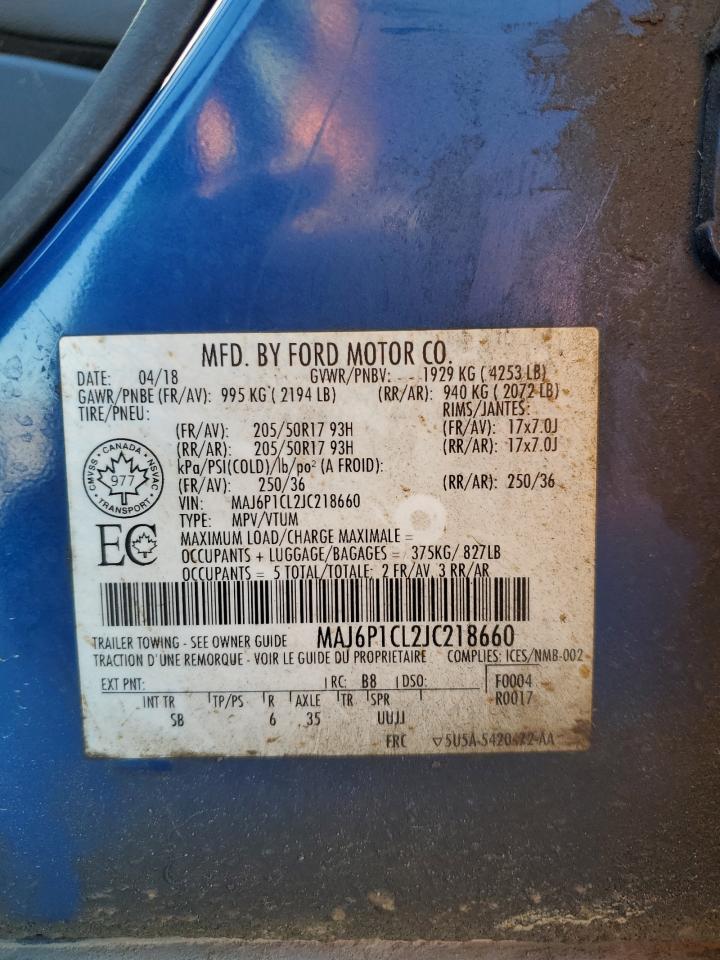 MFD. BY FORD MOTOR CO.
DATE: 04/18 GVWR/PNBV: 1929 KG ( 4253 LB)
GAWR/PNBE (FR/AV): 995 KG ( 2194 LB) (RR/AR): 940 KG ( 2072 LB)
TIRE/PNEU: RIMS/JANTES:
(FR/AV): 205/50R17 93H (FR/AV): 17x7.0J
(RR/AR): 205/50R17 93H (RR/AR): 17x7.0J
kPa/PSI(COLD)/lb/po² (A FROID):
(FR/AV): 250/36 (RR/AR): 250/36
VIN: MAJ6P1CL2JC218660
TYPE: MPV/VTUM
MAXIMUM LOAD/CHARGE MAXIMALE =
OCCUPANTS + LUGGAGE/BAGAGES = 375KG/ 827LB
OCCUPANTS = 5 TOTAL/TOTALE: 2 FR/AV, 3 RR/AR
CANADA
CMVSS NSVAC
977
TRANSPORT
EC
TRAILER TOWING - SEE OWNER GUIDE MAJ6P1CL2JC218660
TRACTION D'UNE REMORQUE - VOIR LE GUIDE DU PROPRIETAIRE COMPLIES: ICES/NMB-002
EXT PNT: RC: B8 DSO: F0004
INT TR TP/PS R AXLE TR SPR R0017
SB 6 35 UUJJ
FRC